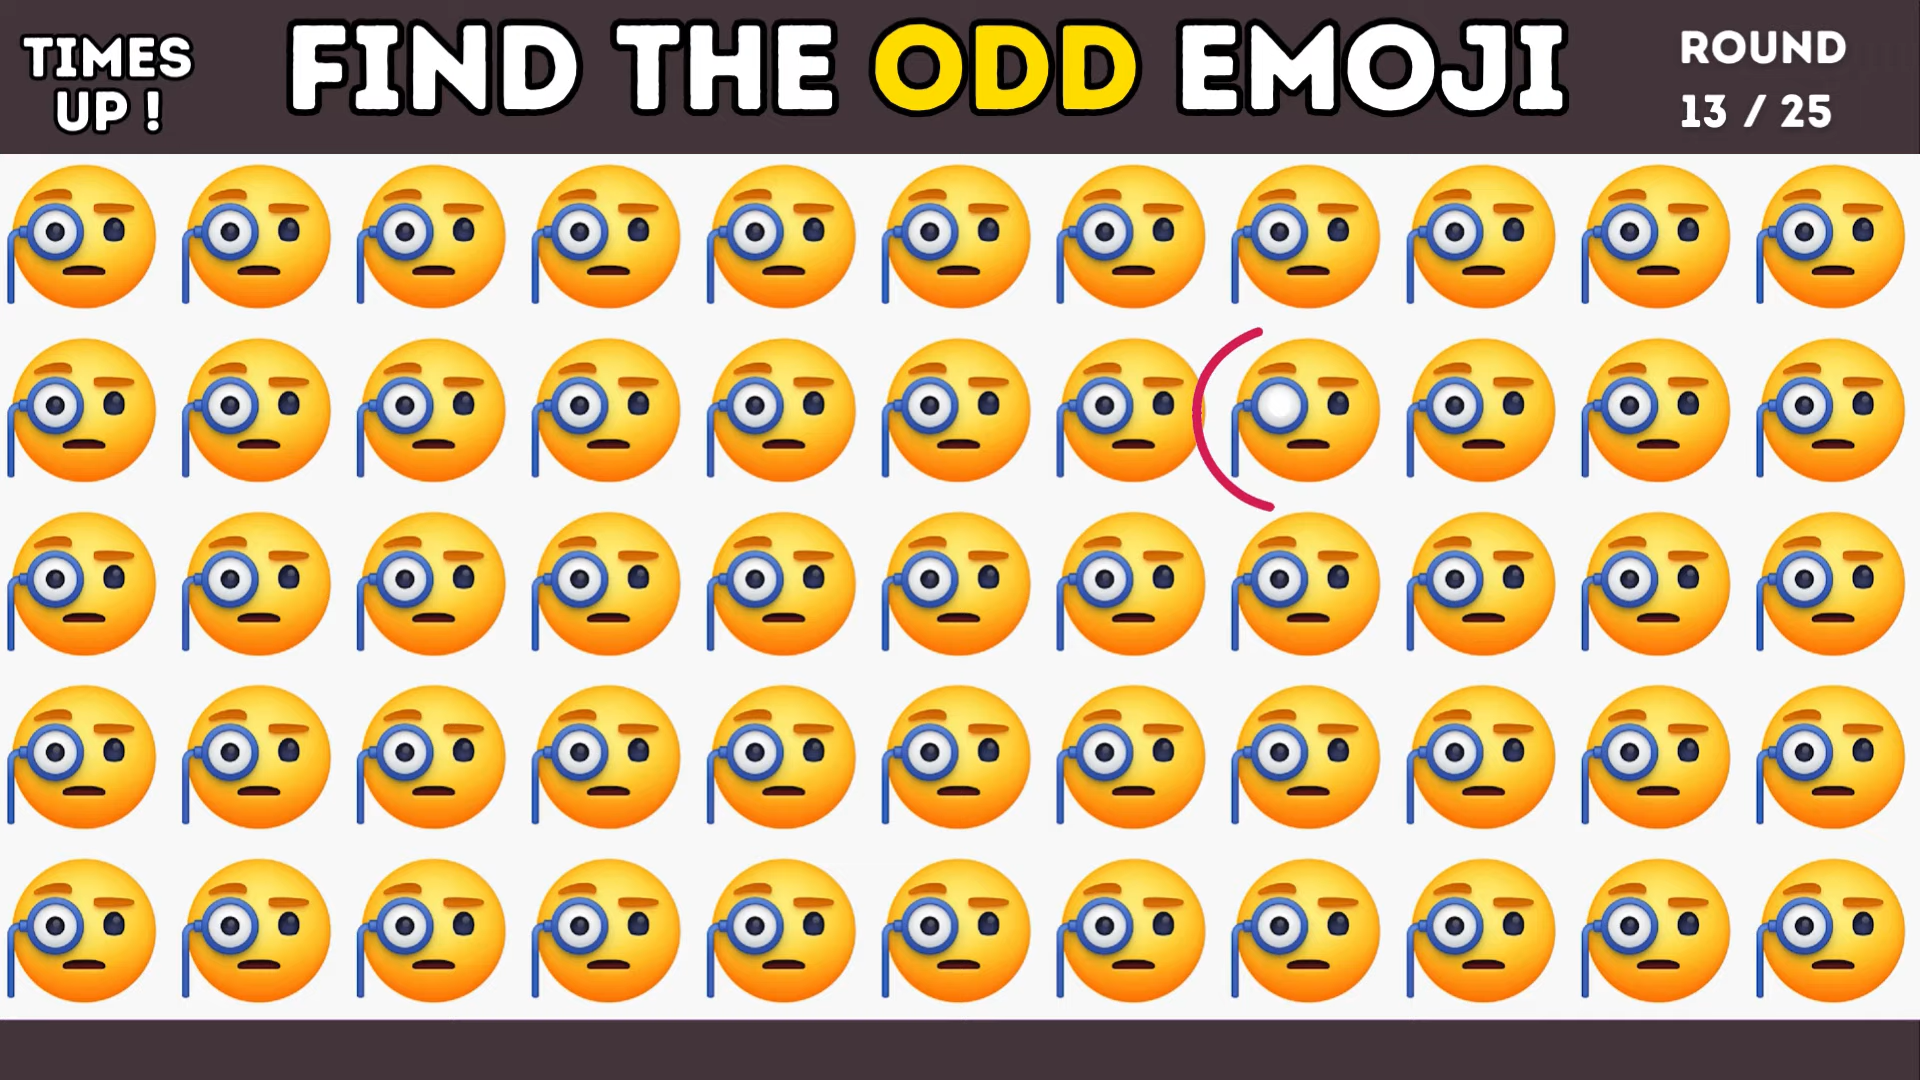 TIMES
UP !
FIND THE ODD EMOJI
ROUND
13 / 25